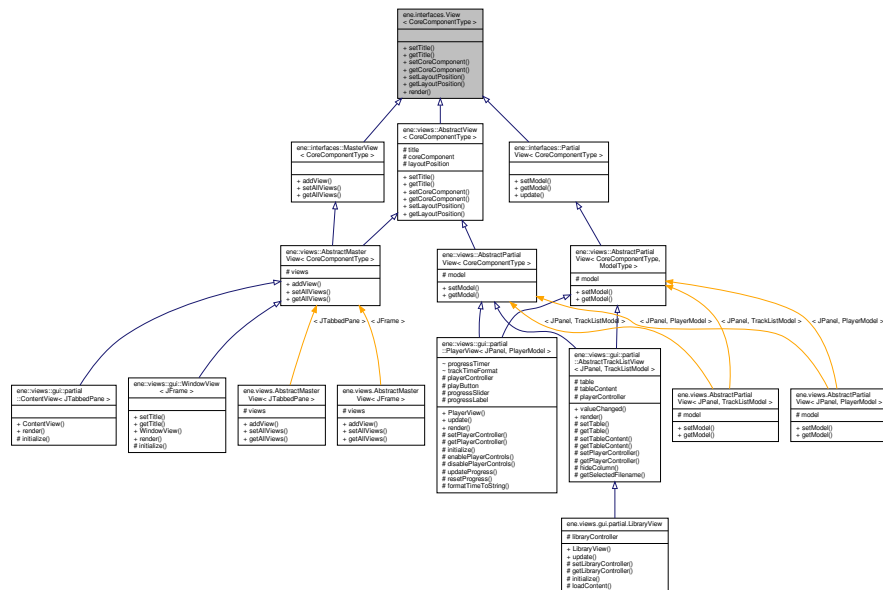 ene.interfaces.View
< CoreComponentType >
+ setTitle()
+ getTitle()
+ setCoreComponent()
+ getCoreComponent()
+ setLayoutPosition()
+ getLayoutPosition()
+ render()
ene::interfaces::MasterView
< CoreComponentType >
+ addView()
+ setAllViews()
+ getAllViews()
ene::views::AbstractView
< CoreComponentType >
# title
# coreComponent
# layoutPosition
+ setTitle()
+ getTitle()
+ setCoreComponent()
+ getCoreComponent()
+ setLayoutPosition()
+ getLayoutPosition()
ene::interfaces::Partial
View< CoreComponentType >
+ setModel()
+ getModel()
+ update()
ene::views::AbstractMaster
View< CoreComponentType >
# views
+ addView()
+ setAllViews()
+ getAllViews()
ene::views::AbstractPartial
View< CoreComponentType >
# model
+ setModel()
+ getModel()
ene::views::AbstractPartial
View< CoreComponentType,
ModelType >
# model
+ setModel()
+ getModel()
< JTabbedPane >
< JFrame >
< JPanel, TrackListModel >
< JPanel, PlayerModel >
< JPanel, TrackListModel >
< JPanel, PlayerModel >
ene::views::gui::partial
::ContentView< JTabbedPane >
+ ContentView()
+ render()
# initialize()
ene::views::gui::WindowView
< JFrame >
+ setTitle()
+ getTitle()
+ WindowView()
+ render()
# initialize()
ene.views.AbstractMaster
View< JTabbedPane >
# views
+ addView()
+ setAllViews()
+ getAllViews()
ene.views.AbstractMaster
View< JFrame >
# views
+ addView()
+ setAllViews()
+ getAllViews()
ene::views::gui::partial
::PlayerView< JPanel, PlayerModel >
~ progressTimer
~ trackTimeFormat
# playerController
# playButton
# progressSlider
# progressLabel
+ PlayerView()
+ update()
+ render()
# setPlayerController()
# getPlayerController()
# initialize()
# enablePlayerControls()
# disablePlayerControls()
# updateProgress()
# resetProgress()
# formatTimeToString()
ene::views::gui::partial
::AbstractTrackListView
< JPanel, TrackListModel >
# table
# tableContent
# playerController
+ valueChanged()
+ render()
# setTable()
# getTable()
# setTableContent()
# getTableContent()
# setPlayerController()
# getPlayerController()
# hideColumn()
# getSelectedFilename()
ene.views.AbstractPartial
View< JPanel, TrackListModel >
# model
+ setModel()
+ getModel()
ene.views.AbstractPartial
View< JPanel, PlayerModel >
# model
+ setModel()
+ getModel()
ene.views.gui.partial.LibraryView
# libraryController
+ LibraryView()
+ update()
# setLibraryController()
# getLibraryController()
# initialize()
# loadContent()